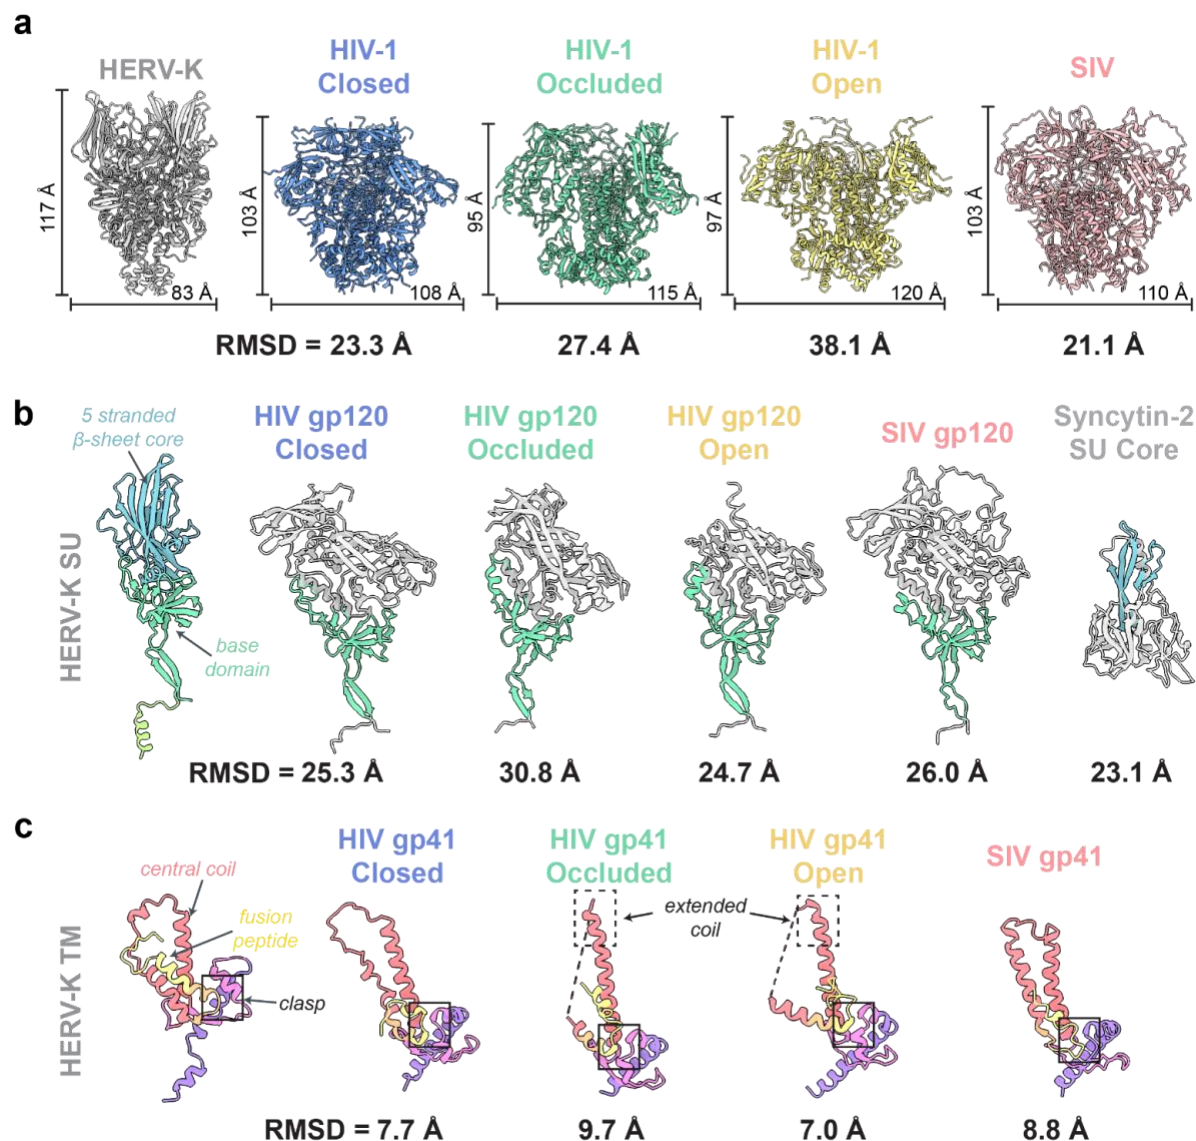 a
HERV-K
HIV-1
Closed
HIV-1
Occluded
HIV-1
Open
SIV
117 Å
83 Å
103 Å
108 Å
95 Å
115 Å
97 Å
120 Å
103 Å
110 Å
RMSD = 23.3 Å
27.4 Å
38.1 Å
21.1 Å
b
HERV-K SU
5 stranded
β-sheet core
base
domain
HIV gp120
Closed
HIV gp120
Occluded
HIV gp120
Open
SIV gp120
Syncytin-2
SU Core
RMSD = 25.3 Å
30.8 Å
24.7 Å
26.0 Å
23.1 Å
c
HERV-K TM
central coil
fusion
peptide
clasp
HIV gp41
Closed
HIV gp41
Occluded
extended
coil
HIV gp41
Open
SIV gp41
RMSD = 7.7 Å
9.7 Å
7.0 Å
8.8 Å